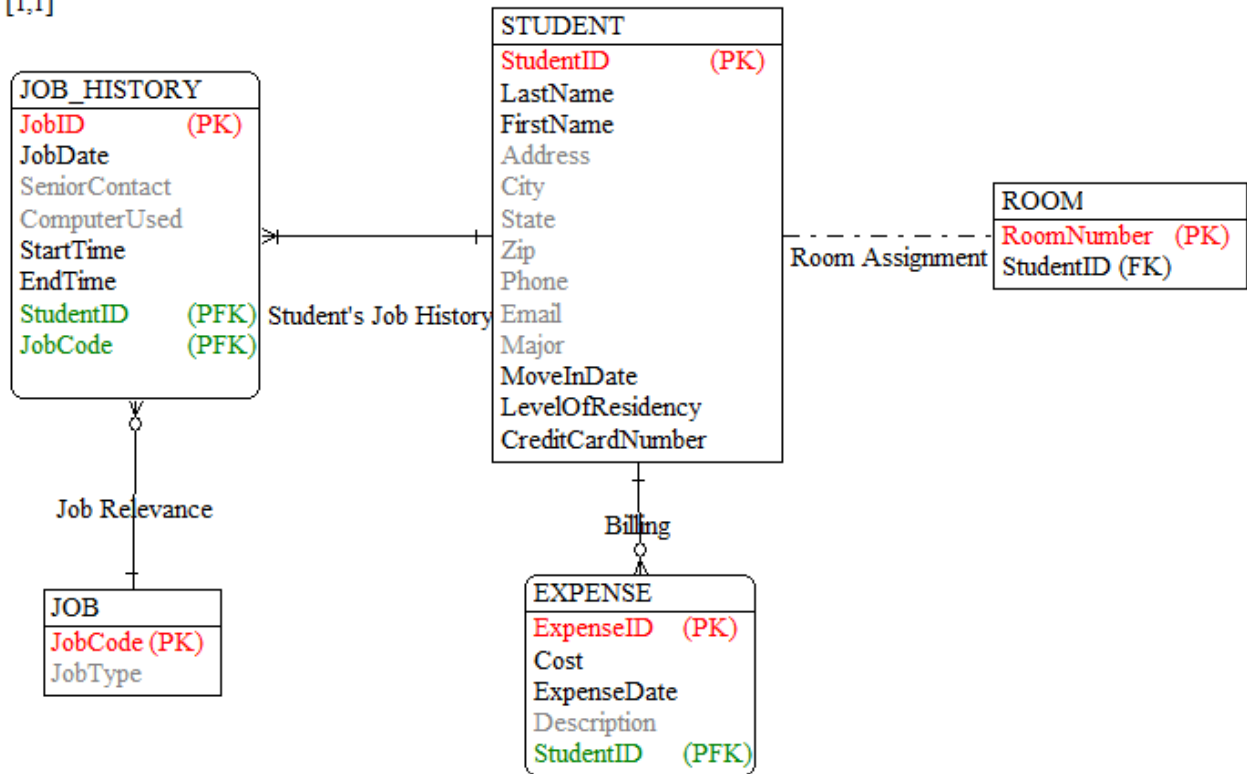 [1,1]
STUDENT
StudentID (PK)
LastName
FirstName
Address
City
State
Zip
Phone
Email
Major
MoveInDate
LevelOfResidency
CreditCardNumber
JOB_HISTORY
JobID (PK)
JobDate
SeniorContact
ComputerUsed
StartTime
EndTime
StudentID (PFK)
JobCode (PFK)
Student's Job History
ROOM
RoomNumber (PK)
StudentID (FK)
Room Assignment
Job Relevance
Billing
JOB
JobCode (PK)
JobType
EXPENSE
ExpenseID (PK)
Cost
ExpenseDate
Description
StudentID (PFK)